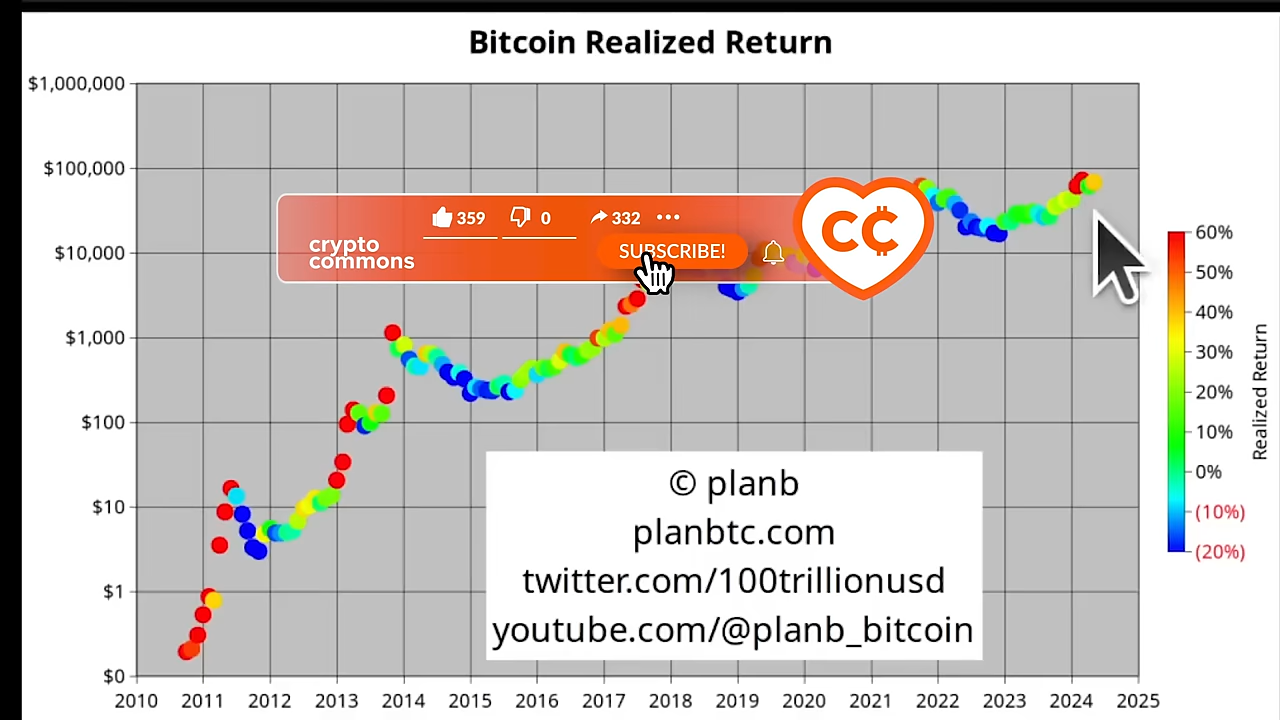 Bitcoin Realized Return
$1,000,000
$100,000
$10,000
$1,000
$100
$10
$1
$0
2010 2011 2012 2013 2014 2015 2016 2017 2018 2019 2020 2021 2022 2023 2024 2025
359 0 332
crypto
commons
SUBSCRIBE!
CC
© planb
planbtc.com
twitter.com/100trillionusd
youtube.com/@planb_bitcoin
60%
50%
40%
30%
20%
10%
0%
(10%)
(20%)
Realized Return